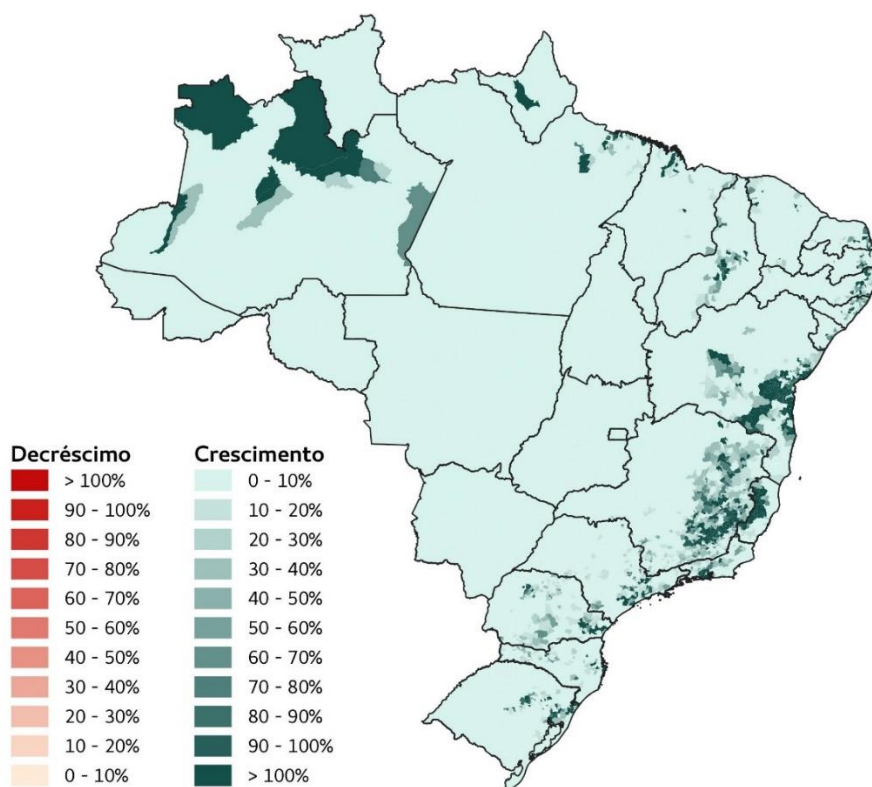 Decréscimo
> 100%
90 - 100%
80 - 90%
70 - 80%
60 - 70%
50 - 60%
40 - 50%
30 - 40%
20 - 30%
10 - 20%
0 - 10%
Crescimento
0 - 10%
10 - 20%
20 - 30%
30 - 40%
40 - 50%
50 - 60%
60 - 70%
70 - 80%
80 - 90%
90 - 100%
> 100%